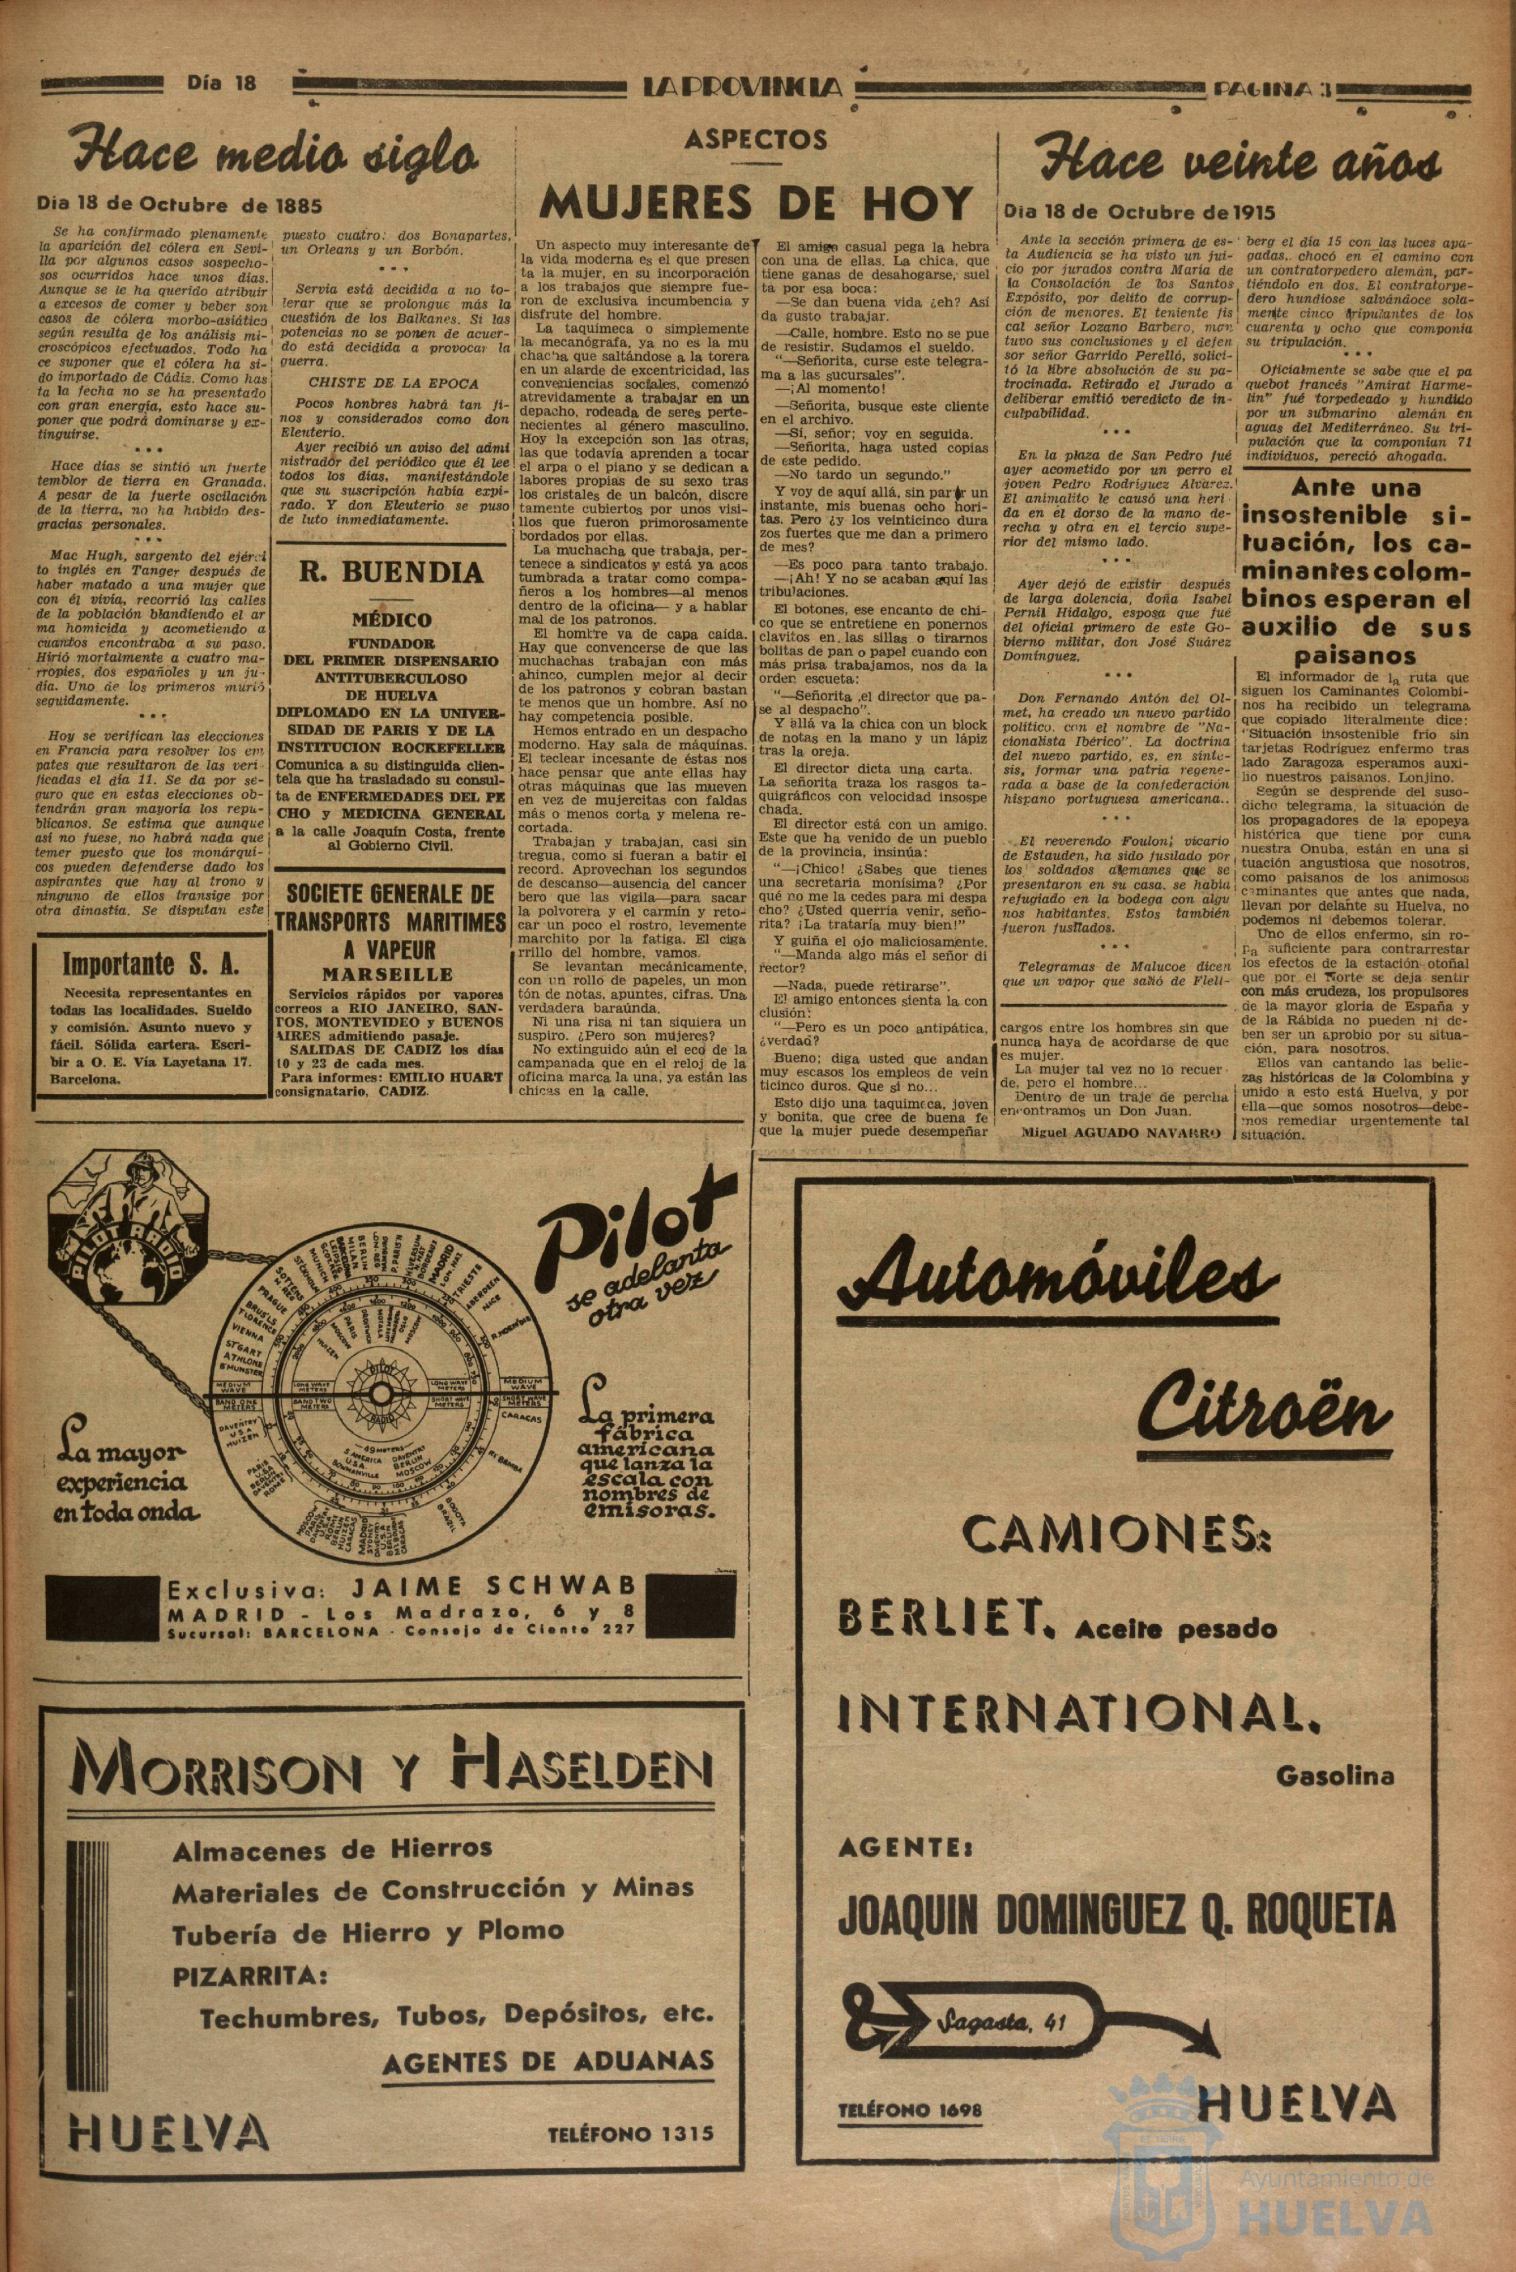 Día 18
LA PROVINCIA
PAGINA 3
Hace medio siglo
Dia 18 de Octubre de 1885
Se ha confirmado plenamente
la aparición del cólera en Sevi-
lla por algunos casos sospecho-
sos ocurridos hace unos días.
Aunque se le ha querido atribuir
a excesos de comer y beber son
casos de cólera morbo-asiático
según resulta de los análisis mi-
croscópicos efectuados. Todo ha
ce suponer que el cólera ha si-
do importado de Cádiz. Como has
ta la fecha no se ha presentado
con gran energía, esto hace su-
poner que podrá dominarse y ex-
tinguirse.
* * *
Hace días se sintió un fuerte
temblor de tierra en Granada.
A pesar de la fuerte oscilación
de la tierra, no ha habido des-
gracias personales.
* * *
Mac Hugh, sargento del ejérci
to inglés en Tanger después de
haber matado a una mujer que
con él vivía, recorrió las calles
de la población blandiendo el ar
ma homicida y acometiendo a
cuantos encontraba a su paso.
Hirió mortalmente a cuatro ma-
rropies, dos españoles y un ju-
día. Uno de los primeros murió
seguidamente.
* * *
Hoy se verifican las elecciones
en Francia para resolver los em
pates que resultaron de las veri
ficadas el día 11. Se da por se-
guro que en estas elecciones ob-
tendrán gran mayoría los repu-
blicanos. Se estima que aunque
así no fuese, no habrá nada que
temer puesto que los monárqui-
cos pueden defenderse dado los
aspirantes que hay al trono y
ninguno de ellos transige por
otra dinastía. Se disputan este
puesto cuatro: dos Bonapartes,
un Orleans y un Borbón.
* * *
Servia está decidida a no to-
lerar que se prolongue más la
cuestión de los Balkanes. Si las
potencias no se ponen de acuer-
do está decidida a provocar la
guerra.
CHISTE DE LA EPOCA
Pocos honbres habrá tan fi-
nos y considerados como don
Eleuterio.
Ayer recibió un aviso del admi
nistrador del periódico que él lee
todos los días, manifestándole
que su suscripción había expi-
rado. Y don Eleuterio se puso
de luto inmediatamente.
R. BUENDIA
MÉDICO
FUNDADOR
DEL PRIMER DISPENSARIO
ANTITUBERCULOSO
DE HUELVA
DIPLOMADO EN LA UNIVER-
SIDAD DE PARIS Y DE LA
INSTITUCION ROCKEFELLER
Comunica a su distinguida clien-
tela que ha trasladado su consul-
ta de ENFERMEDADES DEL PE
CHO y MEDICINA GENERAL
a la calle Joaquín Costa, frente
al Gobierno Civil.
SOCIETE GENERALE DE
TRANSPORTS MARITIMES
A VAPEUR
MARSEILLE
Servicios rápidos por vapores
correos a RIO JANEIRO, SAN-
TOS, MONTEVIDEO y BUENOS
AIRES admitiendo pasaje.
SALIDAS DE CADIZ los días
10 y 23 de cada mes.
Para informes: EMILIO HUART
consignatario, CADIZ.
Importante S. A.
Necesita representantes en
todas las localidades. Sueldo
y comisión. Asunto nuevo y
fácil. Sólida cartera. Escri-
bir a O. E. Vía Layetana 17.
Barcelona.
ASPECTOS
MUJERES DE HOY
Un aspecto muy interesante de
la vida moderna es el que presen
ta la mujer, en su incorporación
a los trabajos que siempre fue-
ron de exclusiva incumbencia y
disfrute del hombre.
La taquimeca o simplemente
la mecanógrafa, ya no es la mu
chacha que saltándose a la torera
en un alarde de excentricidad, las
conveniencias sociales, comenzó
atrevidamente a trabajar en un
depacho, rodeada de seres perte-
necientes al género masculino.
Hoy la excepción son las otras,
las que todavía aprenden a tocar
el arpa o el piano y se dedican a
labores propias de su sexo tras
los cristales de un balcón, discre
tamente cubiertos por unos visi-
llos que fueron primorosamente
bordados por ellas.
La muchacha que trabaja, per-
tenece a sindicatos y está ya acos
tumbrada a tratar como compa-
ñeros a los hombres—al menos
dentro de la oficina— y a hablar
mal de los patronos.
El hombre va de capa caída.
Hay que convencerse de que las
muchachas trabajan con más
ahinco, cumplen mejor al decir
de los patronos y cobran bastan
te menos que un hombre. Así no
hay competencia posible.
Hemos entrado en un despacho
moderno. Hay sala de máquinas.
El teclear incesante de éstas nos
hace pensar que ante ellas hay
otras máquinas que las mueven
en vez de mujercitas con faldas
más o menos corta y melena re-
cortada.
Trabajan y trabajan, casi sin
tregua, como si fueran a batir el
record. Aprovechan los segundos
de descanso—ausencia del cancer
bero que las vigila—para sacar
la polvorera y el carmín y reto-
car un poco el rostro, levemente
marchito por la fatiga. El ciga
rrillo del hombre, vamos.
Se levantan mecánicamente,
con un rollo de papeles, un mon
tón de notas, apuntes, cifras. Una
verdadera baraúnda.
Ni una risa ni tan siquiera un
suspiro. ¿Pero son mujeres?
No extinguido aún el eco de la
campanada que en el reloj de la
oficina marca la una, ya están las
chicas en la calle.
El amigo casual pega la hebra
con una de ellas. La chica, que
tiene ganas de desahogarse, suel
ta por esa boca:
—Se dan buena vida ¿eh? Así
da gusto trabajar.
—Calle, hombre. Esto no se pue
de resistir. Sudamos el sueldo.
"—Señorita, curse este telegra-
ma a las sucursales".
—¡Al momento!
—Señorita, busque este cliente
en el archivo.
—Sí, señor; voy en seguida.
—Señorita, haga usted copias
de este pedido.
—No tardo un segundo."
Y voy de aquí allá, sin parar un
instante, mis buenas ocho hori-
tas. Pero ¿y los veinticinco dura
zos fuertes que me dan a primero
de mes?
—Es poco para tanto trabajo.
—¡Ah! Y no se acaban aquí las
tribulaciones.
El botones, ese encanto de chi-
co que se entretiene en ponernos
clavitos en las sillas o tirarnos
bolitas de pan o papel cuando con
más prisa trabajamos, nos da la
orden escueta:
"—Señorita ,el director que pa-
se al despacho".
Y allá va la chica con un block
de notas en la mano y un lápiz
tras la oreja.
El director dicta una carta.
La señorita traza los rasgos ta-
quigráficos con velocidad insospe
chada.
El director está con un amigo.
Este que ha venido de un pueblo
de la provincia, insinúa:
"—¡Chico! ¿Sabes que tienes
una secretaria monísima? ¿Por
qué no me la cedes para mi despa
cho? ¿Usted querría venir, seño-
rita? ¡La trataría muy bien!"
Y guiña el ojo maliciosamente.
"—Manda algo más el señor di
rector?
—Nada, puede retirarse".
El amigo entonces sienta la con
clusión:
"—Pero es un poco antipática,
¿verdad?
Bueno; diga usted que andan
muy escasos los empleos de vein
ticinco duros. Que si no...
Esto dijo una taquimeca, joven
y bonita, que cree de buena fe
que la mujer puede desempeñar
cargos entre los hombres sin que
nunca haya de acordarse de que
es mujer.
La mujer tal vez no lo recuer-
de, pero el hombre...
Dentro de un traje de percha
encontramos un Don Juan.
Miguel AGUADO NAVARRO
Hace veinte años
Dia 18 de Octubre de 1915
Ante la sección primera de es-
ta Audiencia se ha visto un jui-
cio por jurados contra María de
la Consolación de los Santos
Expósito, por delito de corrup-
ción de menores. El teniente fis
cal señor Lozano Barbero, mon
tuvo sus conclusiones y el defen
sor señor Garrido Perelló, solici-
tó la libre absolución de su pa-
trocinada. Retirado el Jurado a
deliberar emitió veredicto de in-
culpabilidad.
* * *
En la plaza de San Pedro fué
ayer acometido por un perro el
joven Pedro Rodríguez Alvarez.
El animalito le causó una heri
da en el dorso de la mano de-
recha y otra en el tercio supe-
rior del mismo lado.
* * *
Ayer dejó de existir después
de larga dolencia, doña Isabel
Pernil Hidalgo, esposa que fué
del oficial primero de este Go-
bierno militar, don José Suárez
Domínguez.
* * *
Don Fernando Antón del Ol-
met, ha creado un nuevo partido
político, con el nombre de "Na-
cionalista Ibérico". La doctrina
del nuevo partido, es, en sínte-
sis, formar una patria regene-
rada a base de la confederación
hispano portuguesa americana..
* * *
El reverendo Foulon, vicario
de Estauden, ha sido fusilado por
los soldados alemanes que se
presentaron en su casa. se había
refugiado en la bodega con algu
nos habitantes. Estos también
fueron fusilados.
* * *
Telegramas de Malucoe dicen
que un vapor que salió de Fleli-
berg el día 15 con las luces apa-
gadas, chocó en el camino con
un contratorpedero alemán, par-
tiéndolo en dos. El contratorpe-
dero hundiose salvándoce sola-
mente cinco tripulantes de los
cuarenta y ocho que componía
su tripulación.
* * *
Oficialmente se sabe que el pa
quebot francés "Amirat Harme-
lin" fué torpedeado y hundido
por un submarino alemán en
aguas del Mediterráneo. Su tri-
pulación que la componían 71
individuos, pereció ahogada.
Ante una
insostenible si-
tuación, los ca-
minantes colom-
binos esperan el
auxilio de sus
paisanos
El informador de la ruta que
siguen los Caminantes Colombi-
nos ha recibido un telegrama
que copiado literalmente dice:
"Situación insostenible frío sin
tarjetas Rodríguez enfermo tras
lado Zaragoza esperamos auxi-
lio nuestros paisanos. Lonjino.
Según se desprende del suso-
dicho telegrama, la situación de
los propagadores de la epopeya
histérica que tiene por cuna
nuestra Onuba, están en una si
tuación angustiosa que nosotros,
como paisanos de los animosos
caminantes que antes que nada,
llevan por delante su Huelva, no
podemos ni debemos tolerar.
Uno de ellos enfermo, sin ro-
pa suficiente para contrarrestar
los efectos de la estación otoñal
que por el Norte se deja sentir
con más crudeza, los propulsores
de la mayor gloria de España y
de la Rábida no pueden ni de-
ben ser un aprobio por su situa-
ción, para nosotros.
Ellos van cantando las belle-
zas históricas de la Colombina y
unido a esto está Huelva, y por
ella—que somos nosotros—debe-
mos remediar urgentemente tal
situación.
PILOT RADIO
Pilot
se adelanta
otra vez
La mayor
experiencia
en toda onda
La primera
fábrica
americana
que lanza la
escala con
nombres de
emisoras.
MEDIUM WAVE
LONG WAVE METERS
LONG WAVE METERS
MEDIUM WAVE
BAND ONE METERS
BAND TWO METERS
SHORT WAVE METERS
SHORT WAVE METERS
PILOT
RADIO
Exclusiva: JAIME SCHWAB
MADRID - Los Madrazo, 6 y 8
Sucursal: BARCELONA - Consejo de Ciento 227
MORRISON Y HASELDEN
Almacenes de Hierros
Materiales de Construcción y Minas
Tubería de Hierro y Plomo
PIZARRITA:
Techumbres, Tubos, Depósitos, etc.
AGENTES DE ADUANAS
HUELVA
TELÉFONO 1315
Automóviles
Citroën
CAMIONES:
BERLIET. Aceite pesado
INTERNATIONAL.
Gasolina
AGENTE:
JOAQUIN DOMINGUEZ Q. ROQUETA
Sagasta, 41
TELÉFONO 1698
HUELVA
Ayuntamiento de
HUELVA